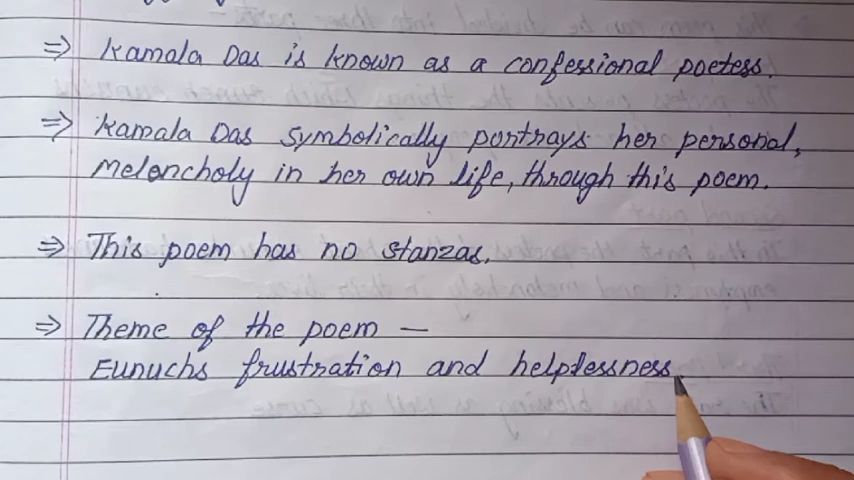 ⇒ Kamala Das is known as a confessional poetess.
⇒ Kamala Das symbolically portrays her personal,
melancholy in her own life, through this poem.
⇒ This poem has no stanzas.
⇒ Theme of the poem —
Eunuchs frustration and helplessness